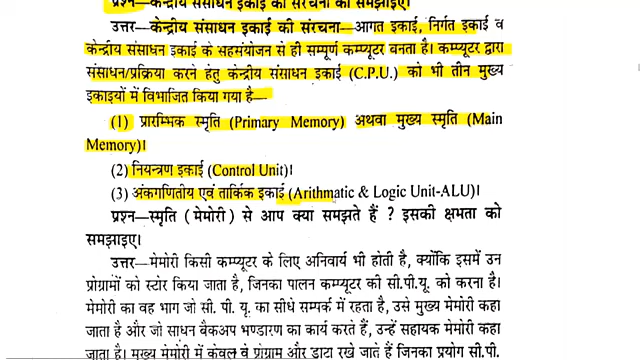 प्रश्न—केन्द्रीय संसाधन इकाई की संरचना को समझाइए।
उत्तर—केन्द्रीय संसाधन इकाई की संरचना—आगत इकाई, निर्गत इकाई व
केन्द्रीय संसाधन इकाई के सहसंयोजन से ही सम्पूर्ण कम्प्यूटर बनता है। कम्प्यूटर द्वारा
संसाधन/प्रक्रिया करने हेतु केन्द्रीय संसाधन इकाई (C.P.U.) को भी तीन मुख्य
इकाइयों में विभाजित किया गया है—
(1) प्रारम्भिक स्मृति (Primary Memory) अथवा मुख्य स्मृति (Main
Memory)।
(2) नियन्त्रण इकाई (Control Unit)।
(3) अंकगणितीय एवं तार्किक इकाई (Arithmatic & Logic Unit-ALU)।
प्रश्न—स्मृति (मेमोरी) से आप क्या समझते हैं ? इसकी क्षमता को
समझाइए।
उत्तर—मेमोरी किसी कम्प्यूटर के लिए अनिवार्य भी होती है, क्योंकि इसमें उन
प्रोग्रामों को स्टोर किया जाता है, जिनका पालन कम्प्यूटर की सी.पी.यू. को करना है।
मेमोरी का वह भाग जो सी. पी. यू. का सीधे सम्पर्क में रहता है, उसे मुख्य मेमोरी कहा
जाता है और जो साधन बैकअप भण्डारण का कार्य करते हैं, उन्हें सहायक मेमोरी कहा
जाता है। मुख्य मेमोरी में केवल वे प्रोग्राम और डाटा रखे जाते हैं जिनका प्रयोग सी.पी.